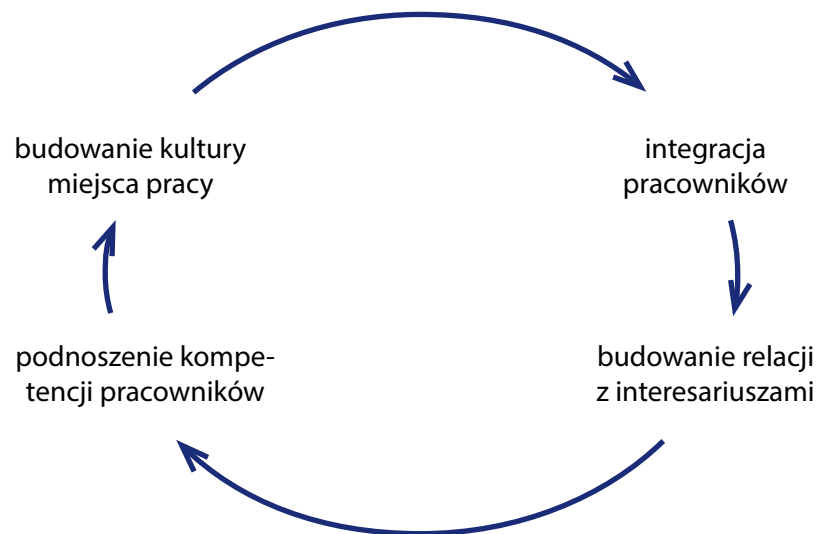 budowanie kultury
miejsca pracy
integracja
pracowników
podnoszenie kompe-
tencji pracowników
budowanie relacji
z interesariuszami